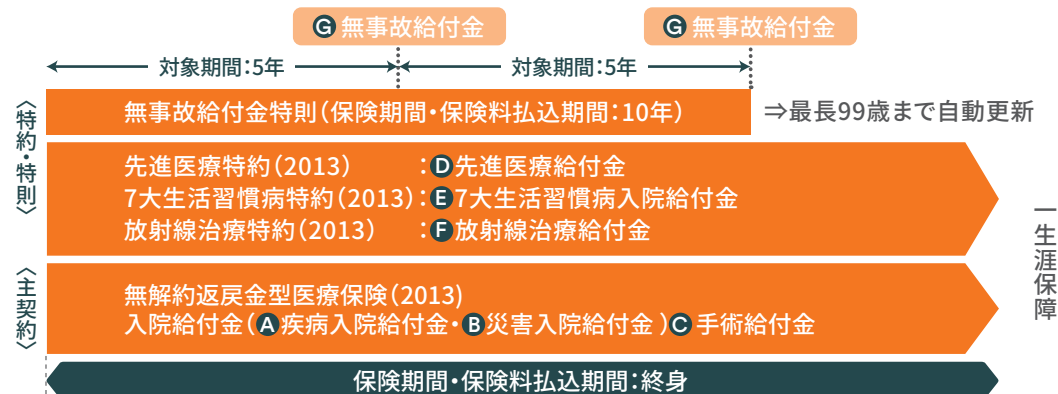 G 無事故給付金 G 無事故給付金
対象期間:5年 対象期間:5年
〈特約・特則〉
無事故給付金特則(保険期間・保険料払込期間:10年) ⇒最長99歳まで自動更新
先進医療特約(2013) :D先進医療給付金
7大生活習慣病特約(2013):E7大生活習慣病入院給付金
放射線治療特約(2013) :F放射線治療給付金
〈主契約〉
無解約返戻金型医療保険(2013)
入院給付金(A疾病入院給付金・B災害入院給付金)C手術給付金
一生涯保障
保険期間・保険料払込期間:終身